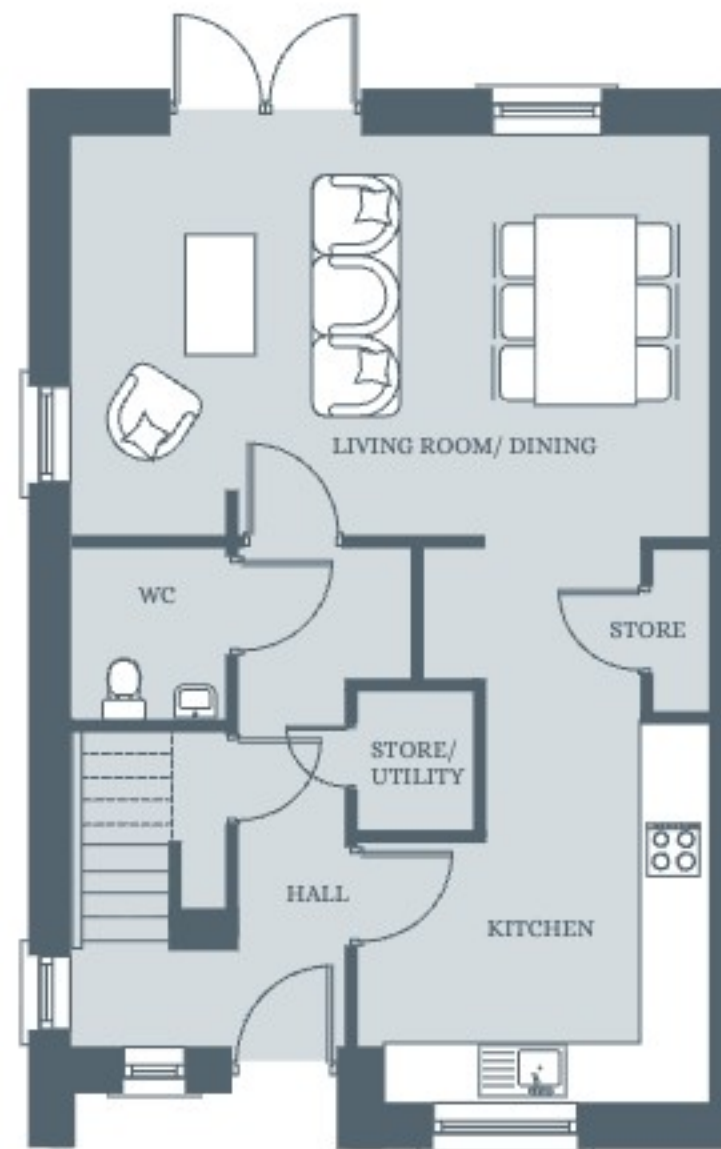 LIVING ROOM/ DINING
WC
STORE
STORE/
UTILITY
HALL
KITCHEN